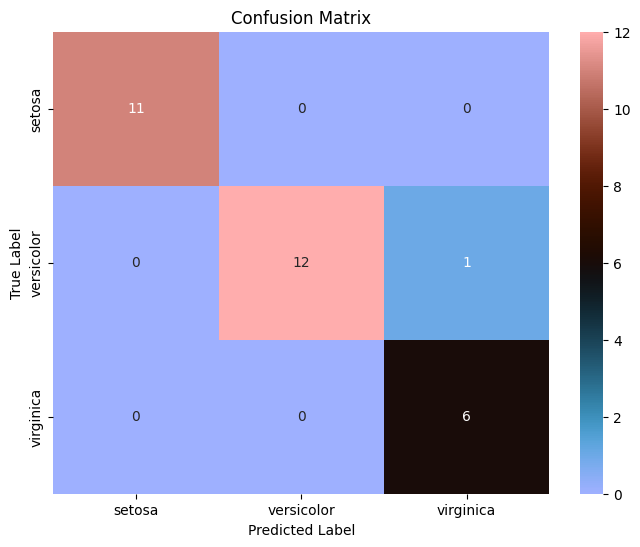 Confusion Matrix
setosa
11 0 0
versicolor
0 12 1
virginica
0 0 6
True Label
setosa versicolor virginica
Predicted Label
12
10
8
6
4
2
0